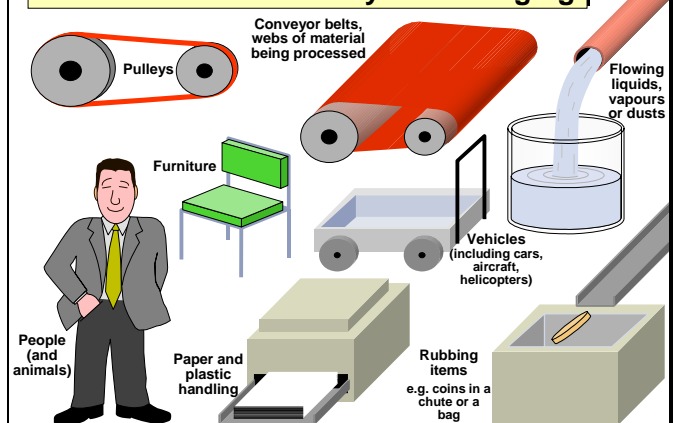 Conveyor belts,
webs of material
being processed
Pulleys
Flowing
liquids,
vapours
or dusts
Furniture
Vehicles
(including cars,
aircraft,
helicopters)
People
(and
animals)
Paper and
plastic
handling
Rubbing
items
e.g. coins in a
chute or a
bag